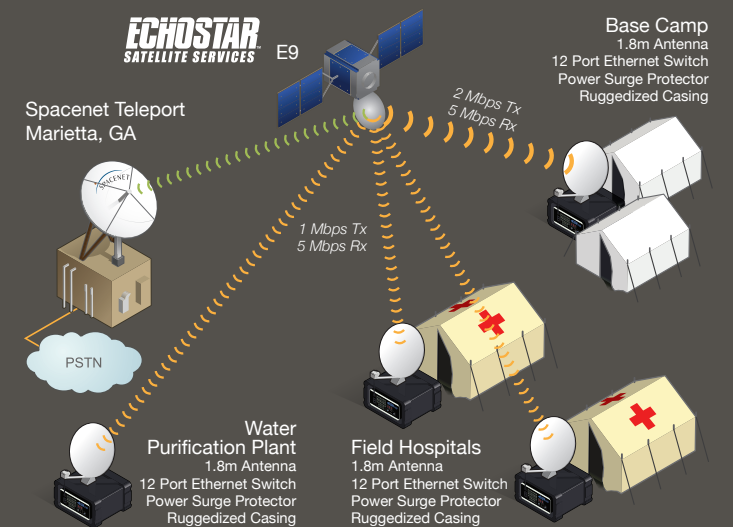 ECHOSTAR
SATELLITE SERVICES
E9
Base Camp
1.8m Antenna
12 Port Ethernet Switch
Power Surge Protector
Ruggedized Casing
2 Mbps Tx
5 Mbps Rx
Spacenet Teleport
Marietta, GA
SPACENET
1 Mbps Tx
5 Mbps Rx
PSTN
Water
Purification Plant
1.8m Antenna
12 Port Ethernet Switch
Power Surge Protector
Ruggedized Casing
Field Hospitals
1.8m Antenna
12 Port Ethernet Switch
Power Surge Protector
Ruggedized Casing